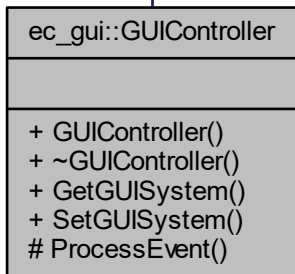 ec_gui::GUIController
+ GUIController()
+ ~GUIController()
+ GetGUISystem()
+ SetGUISystem()
# ProcessEvent()